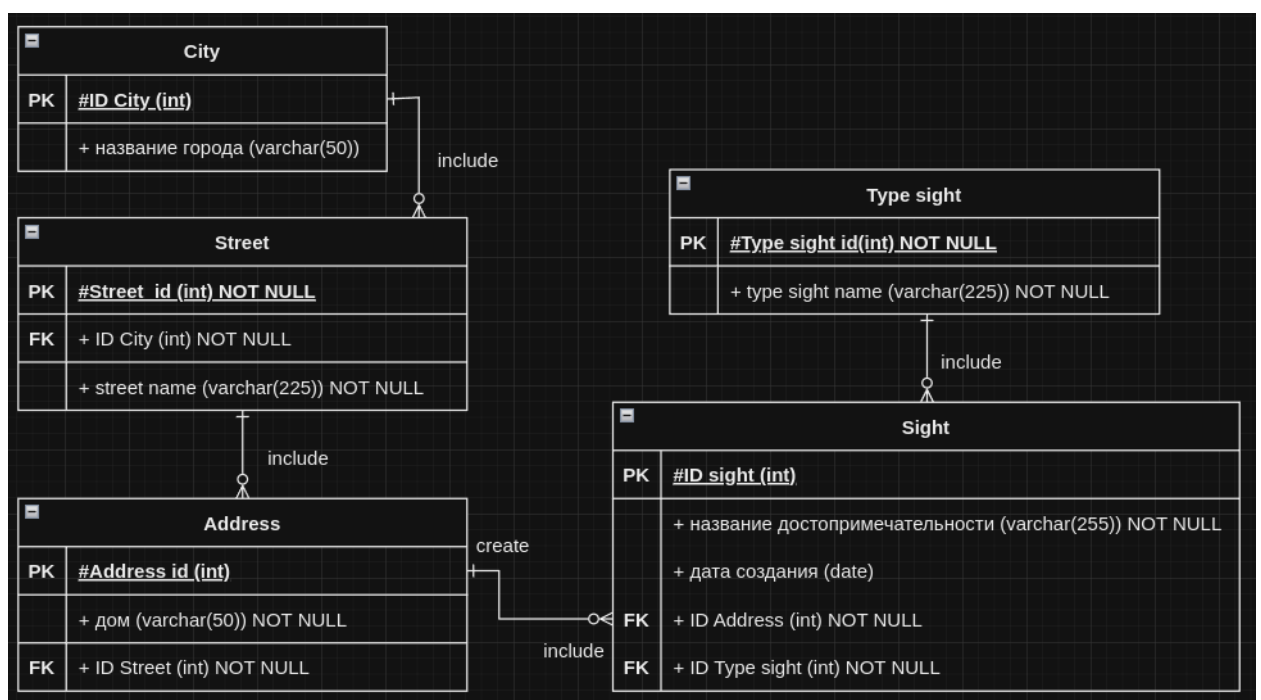 City
PK #ID City (int)
+ название города (varchar(50))
include
Street
PK #Street_id (int) NOT NULL
FK + ID City (int) NOT NULL
+ street name (varchar(225)) NOT NULL
include
Address
PK #Address id (int)
+ дом (varchar(50)) NOT NULL
FK + ID Street (int) NOT NULL
create
include
Type sight
PK #Type sight id(int) NOT NULL
+ type sight name (varchar(225)) NOT NULL
include
Sight
PK #ID sight (int)
+ название достопримечательности (varchar(255)) NOT NULL
+ дата создания (date)
FK + ID Address (int) NOT NULL
FK + ID Type sight (int) NOT NULL